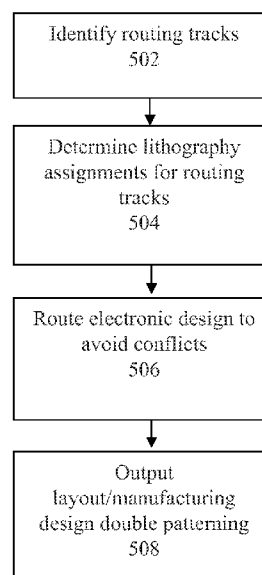 Identify routing tracks
502
Determine lithography
assignments for routing
tracks
504
Route electronic design to
avoid conflicts
506
Output
layout/manufacturing
design double patterning
508